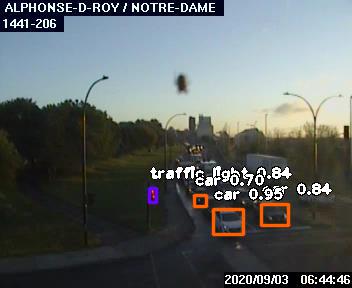 ALPHONSE-D-ROY / NOTRE-DAME
1441-206
traffic light 0.84
car 0.70
car 0.84
car 0.95
2020/09/03 06:44:46